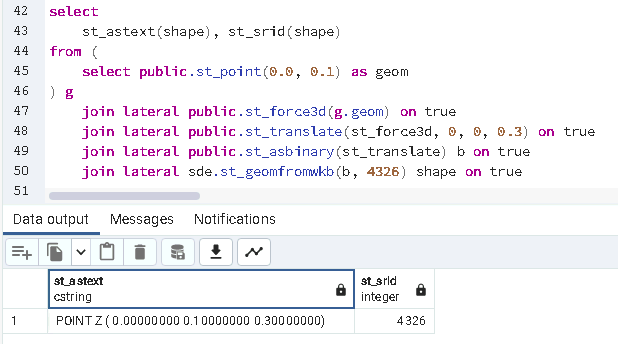 42 select
43 st_astext(shape), st_srid(shape)
44 from (
45 select public.st_point(0.0, 0.1) as geom
46 ) g
47 join lateral public.st_force3d(g.geom) on true
48 join lateral public.st_translate(st_force3d, 0, 0, 0.3) on true
49 join lateral public.st_asbinary(st_translate) b on true
50 join lateral sde.st_geomfromwkb(b, 4326) shape on true
51
Data output Messages Notifications
st_astext st_srid
cstring integer
1 POINT Z ( 0.00000000 0.10000000 0.30000000) 4326